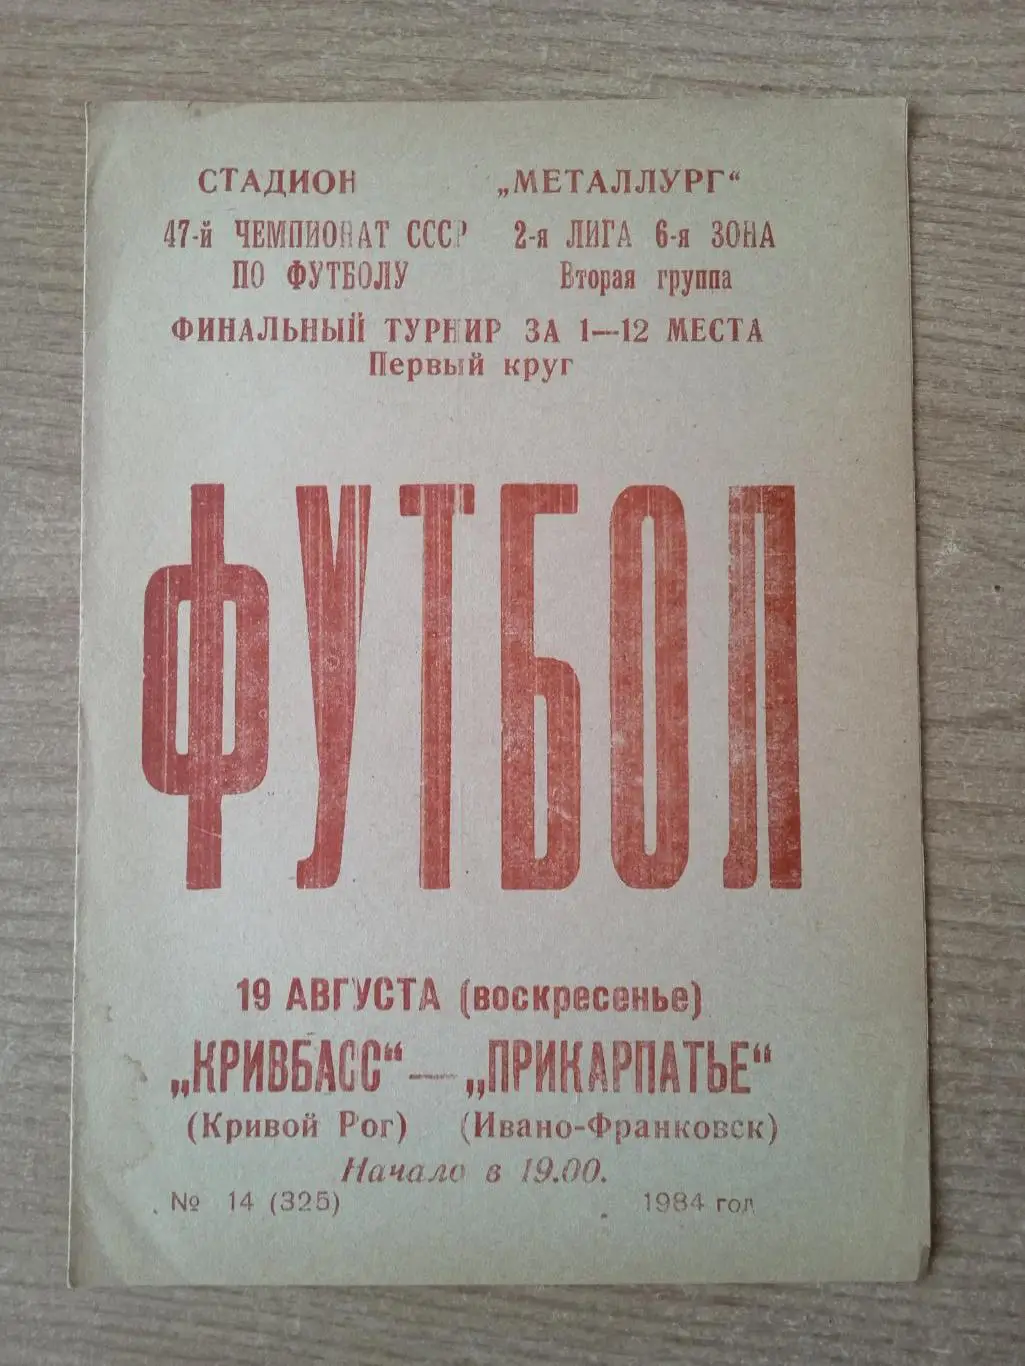 СТАДИОН „МЕТАЛЛУРГ“
47-й ЧЕМПИОНАТ СССР 2-я ЛИГА 6-я ЗОНА
ПО ФУТБОЛУ Вторая группа
ФИНАЛЬНЫЙ ТУРНИР ЗА 1—12 МЕСТА
Первый круг
ФУТБОЛ
19 АВГУСТА (воскресенье)
„КРИВБАСС“ — „ПРИКАРПАТЬЕ“
(Кривой Рог) (Ивано-Франковск)
Начало в 19.00.
№ 14 (325) 1984 год